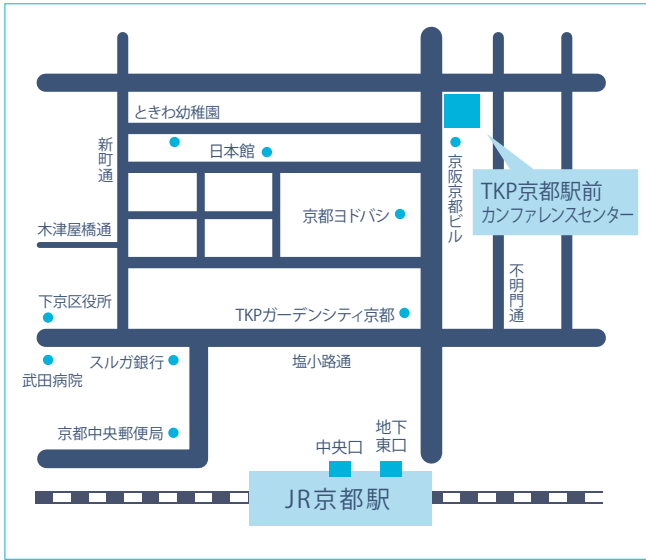 ときわ幼稚園
新町通
日本館
京阪京都ビル
TKP京都駅前
カンファレンスセンター
京都ヨドバシ
木津屋橋通
不明門通
下京区役所
TKPガーデンシティ京都
スルガ銀行
塩小路通
武田病院
京都中央郵便局
地下
東口
中央口
JR京都駅